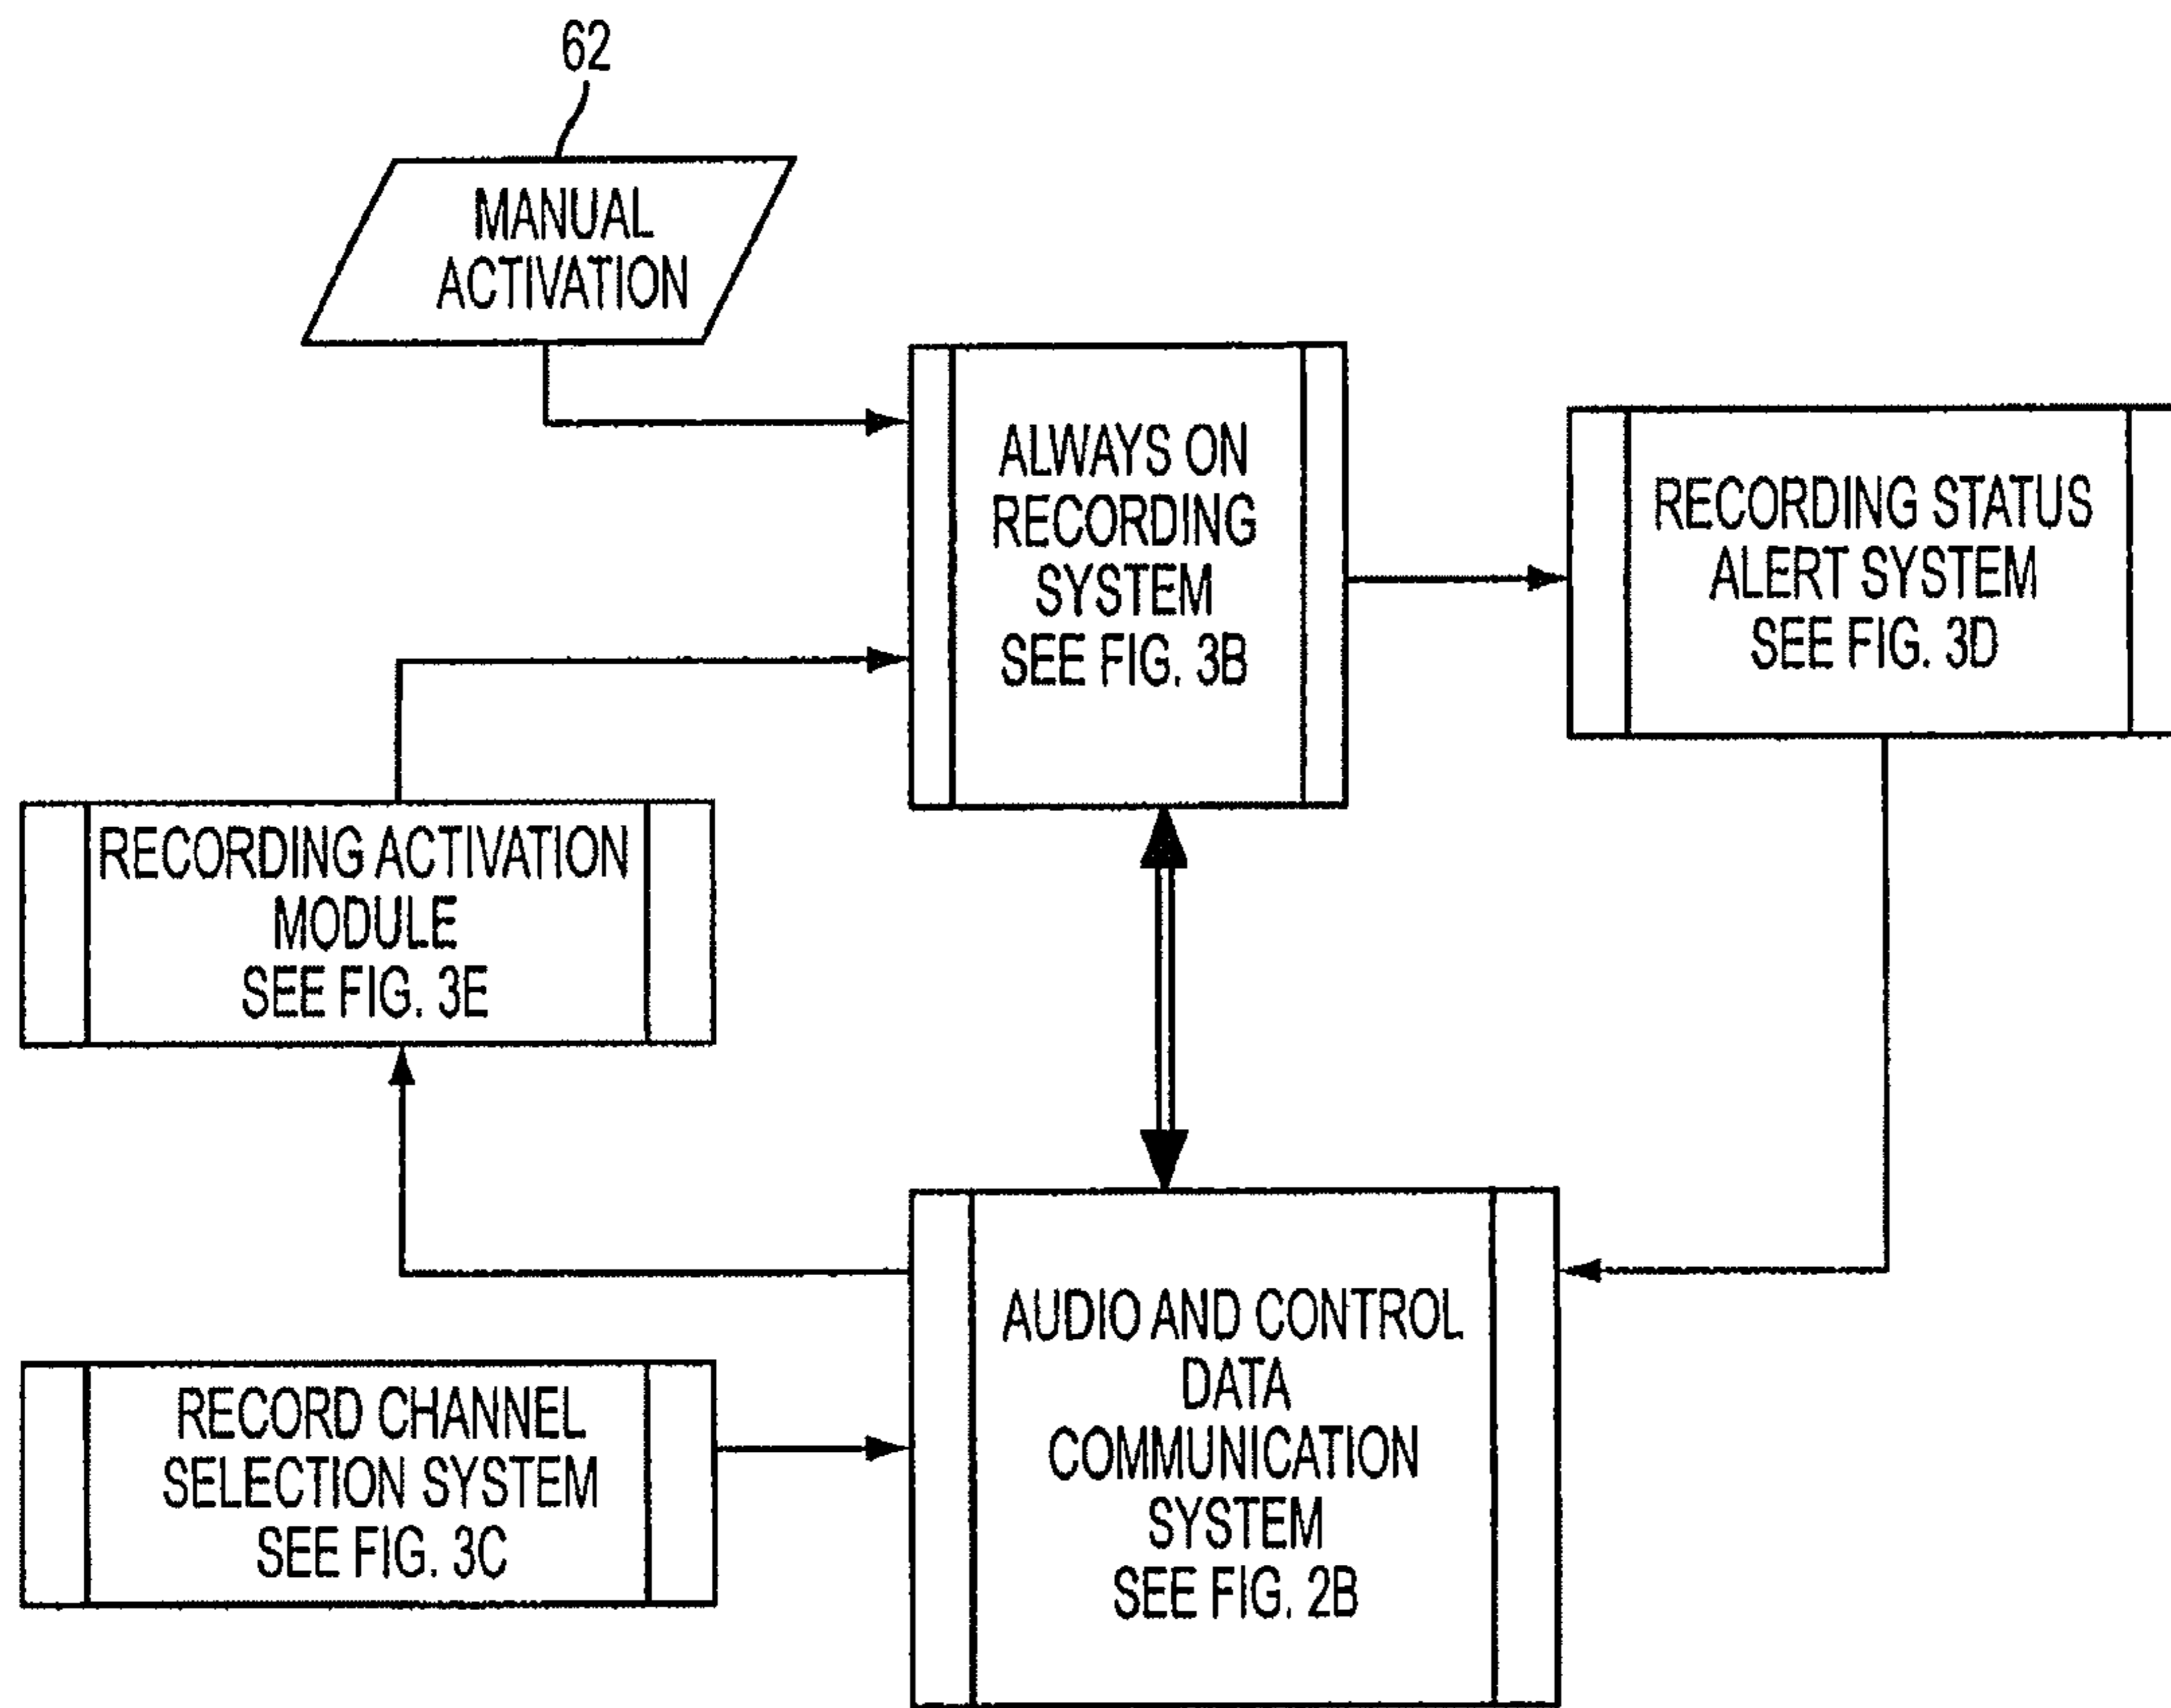 62
MANUAL
ACTIVATION
ALWAYS ON
RECORDING
SYSTEM
SEE FIG. 3B
RECORDING STATUS
ALERT SYSTEM
SEE FIG. 3D
RECORDING ACTIVATION
MODULE
SEE FIG. 3E
AUDIO AND CONTROL
DATA
COMMUNICATION
SYSTEM
SEE FIG. 2B
RECORD CHANNEL
SELECTION SYSTEM
SEE FIG. 3C